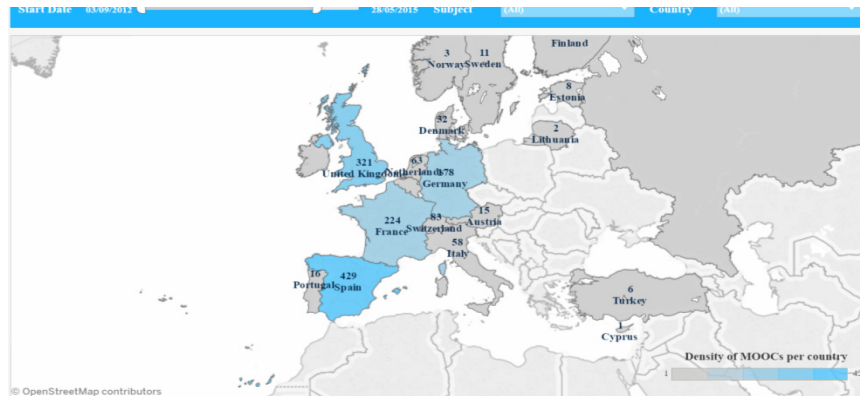 Start Date 03/09/2012 28/05/2015 Subject (All) Country (All)
Finland
3
Norway
11
Sweden
8
Estonia
32
Denmark
2
Lithuania
321
United Kingdom
63
Netherlands
178
Germany
224
France
83
Switzerland
15
Austria
58
Italy
16
Portugal
429
Spain
6
Turkey
1
Cyprus
Density of MOOCs per country
1
© OpenStreetMap contributors